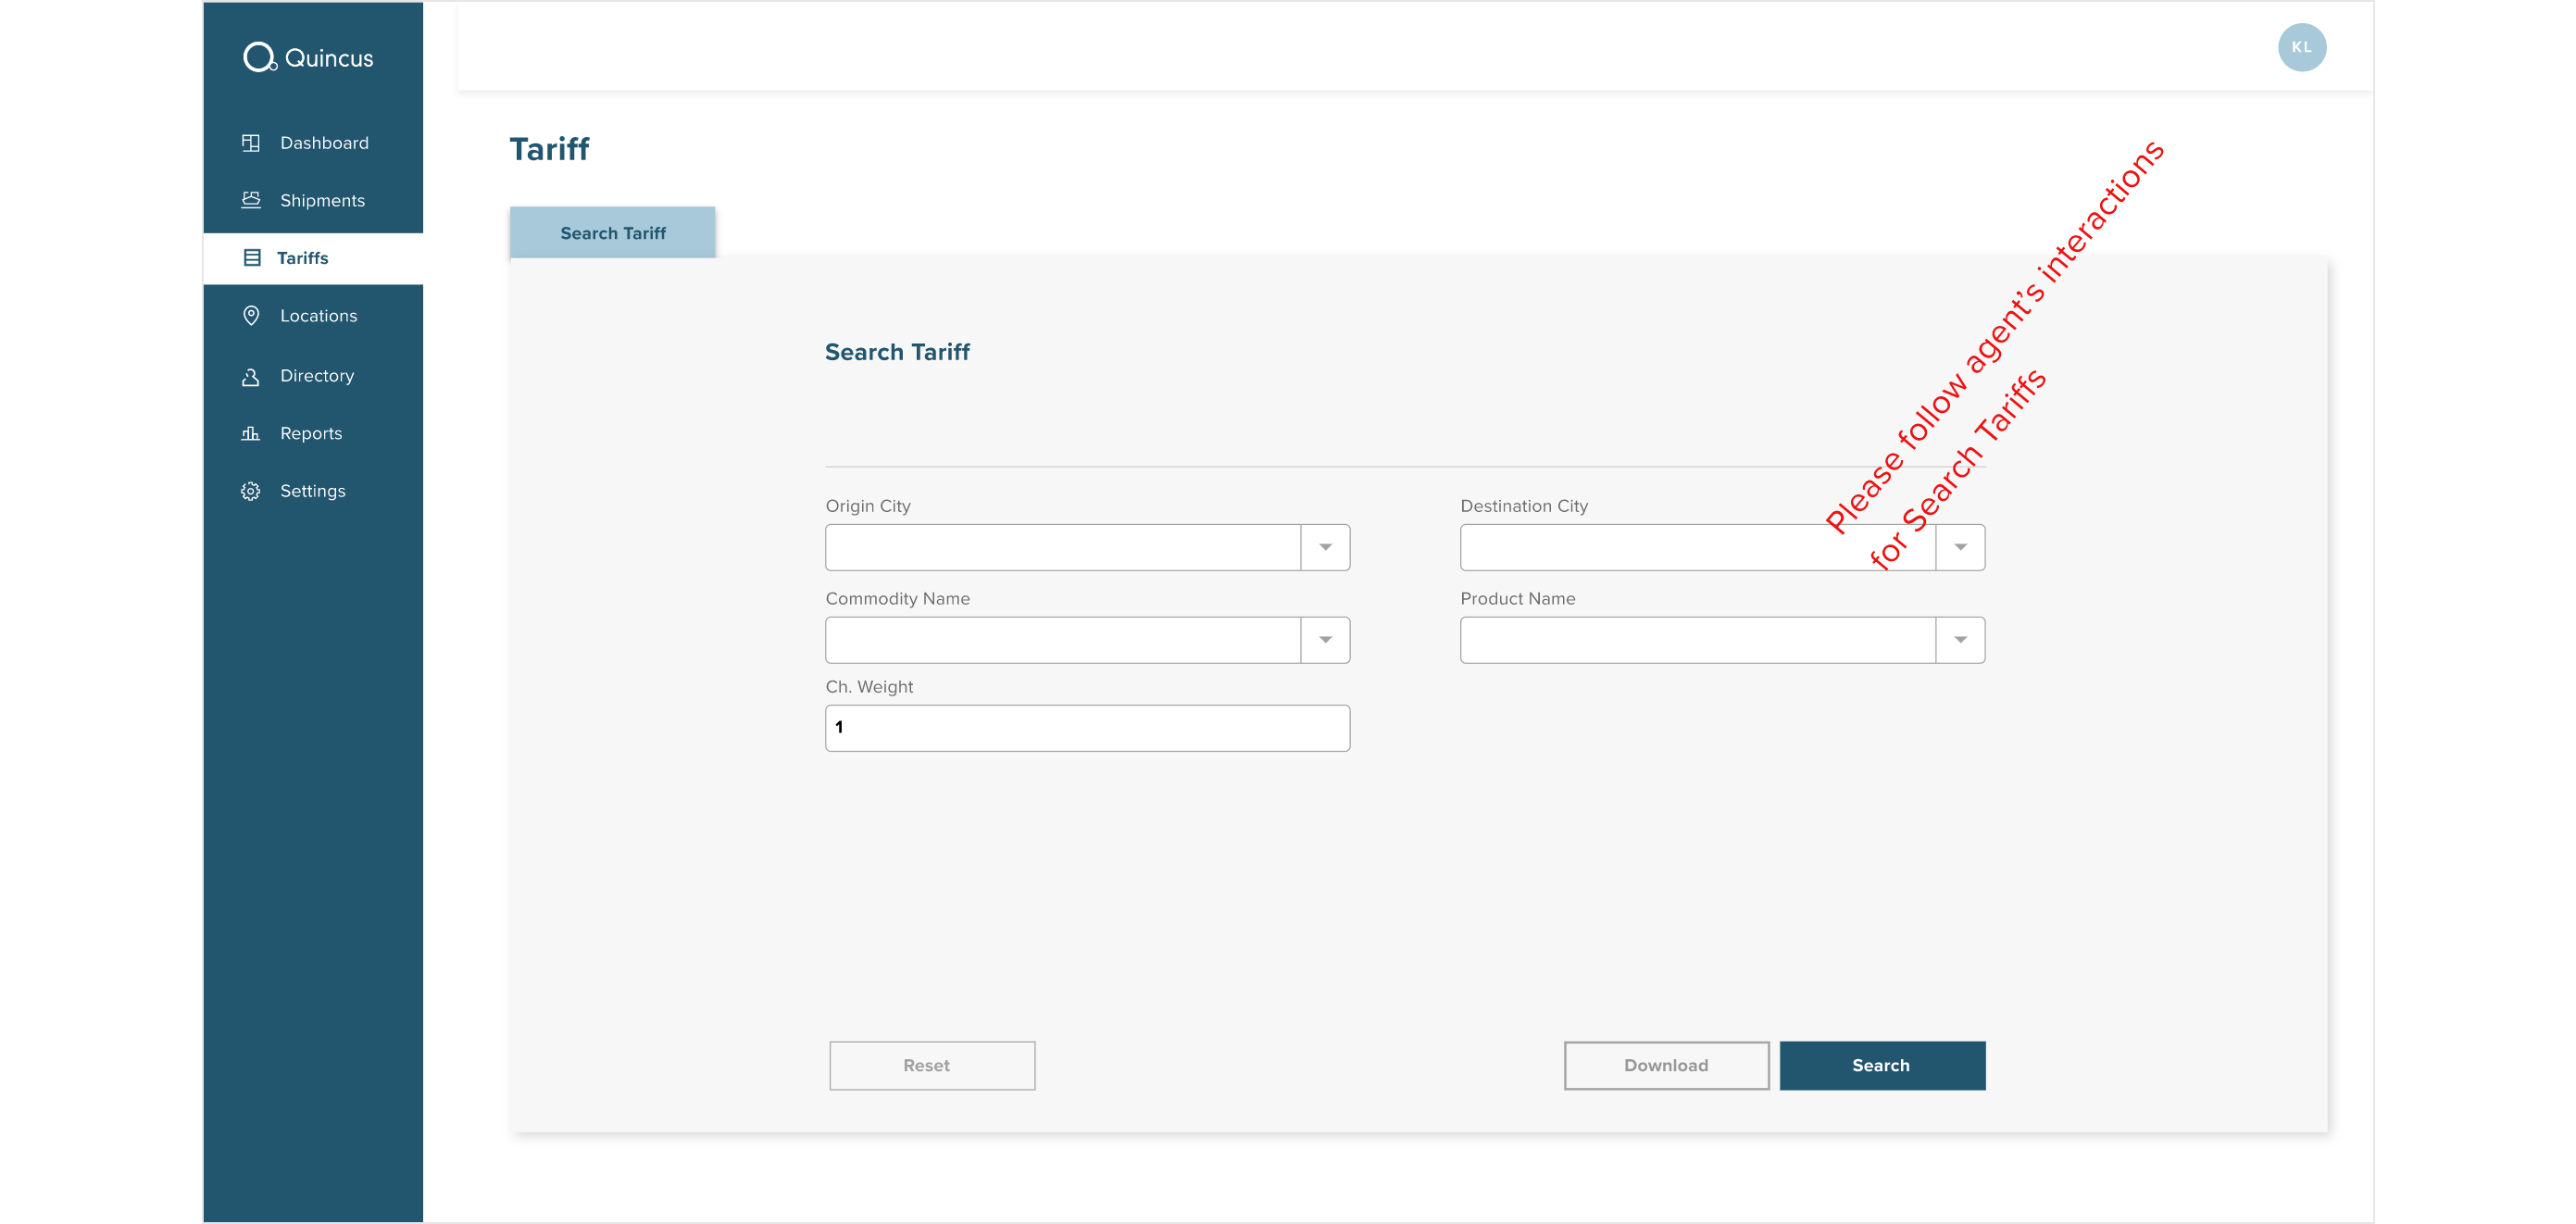 Quincus
KL
Dashboard
Shipments
Tariffs
Locations
Directory
Reports
Settings
Tariff
Search Tariff
Search Tariff
Please follow agent's interactions
for Search Tariffs
Origin City
Destination City
Commodity Name
Product Name
Ch. Weight
1
Reset
Download
Search